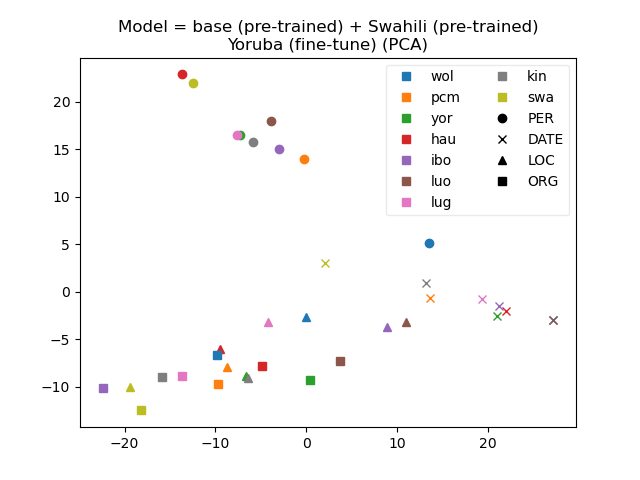 Model = base (pre-trained) + Swahili (pre-trained)
Yoruba (fine-tune) (PCA)
wol
pcm
yor
hau
ibo
luo
lug
kin
swa
PER
DATE
LOC
ORG
20
15
10
5
0
−5
−10
−20
−10
0
10
20